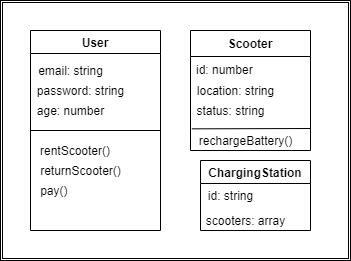 User
email: string
password: string
age: number
rentScooter()
returnScooter()
pay()
Scooter
id: number
location: string
status: string
rechargeBattery()
ChargingStation
id: string
scooters: array